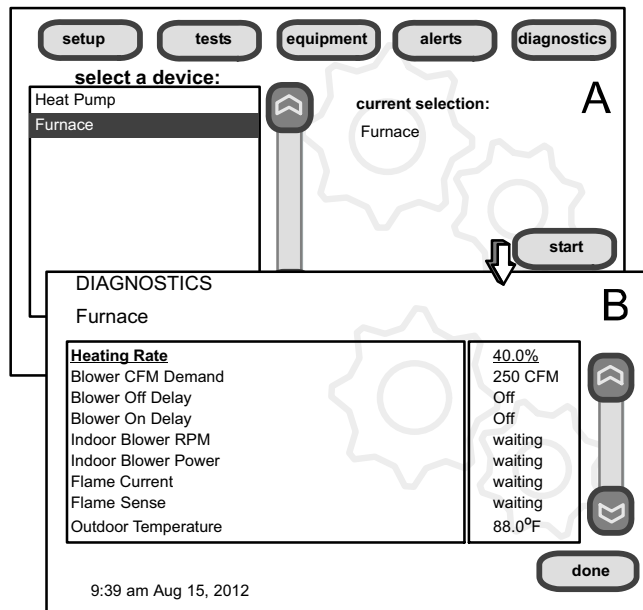 setup tests equipment alerts diagnostics
select a device:
Heat Pump
Furnace
current selection:
Furnace
A
start
DIAGNOSTICS
Furnace
B
Heating Rate 40.0%
Blower CFM Demand 250 CFM
Blower Off Delay Off
Blower On Delay Off
Indoor Blower RPM waiting
Indoor Blower Power waiting
Flame Current waiting
Flame Sense waiting
Outdoor Temperature 88.0°F
done
9:39 am Aug 15, 2012